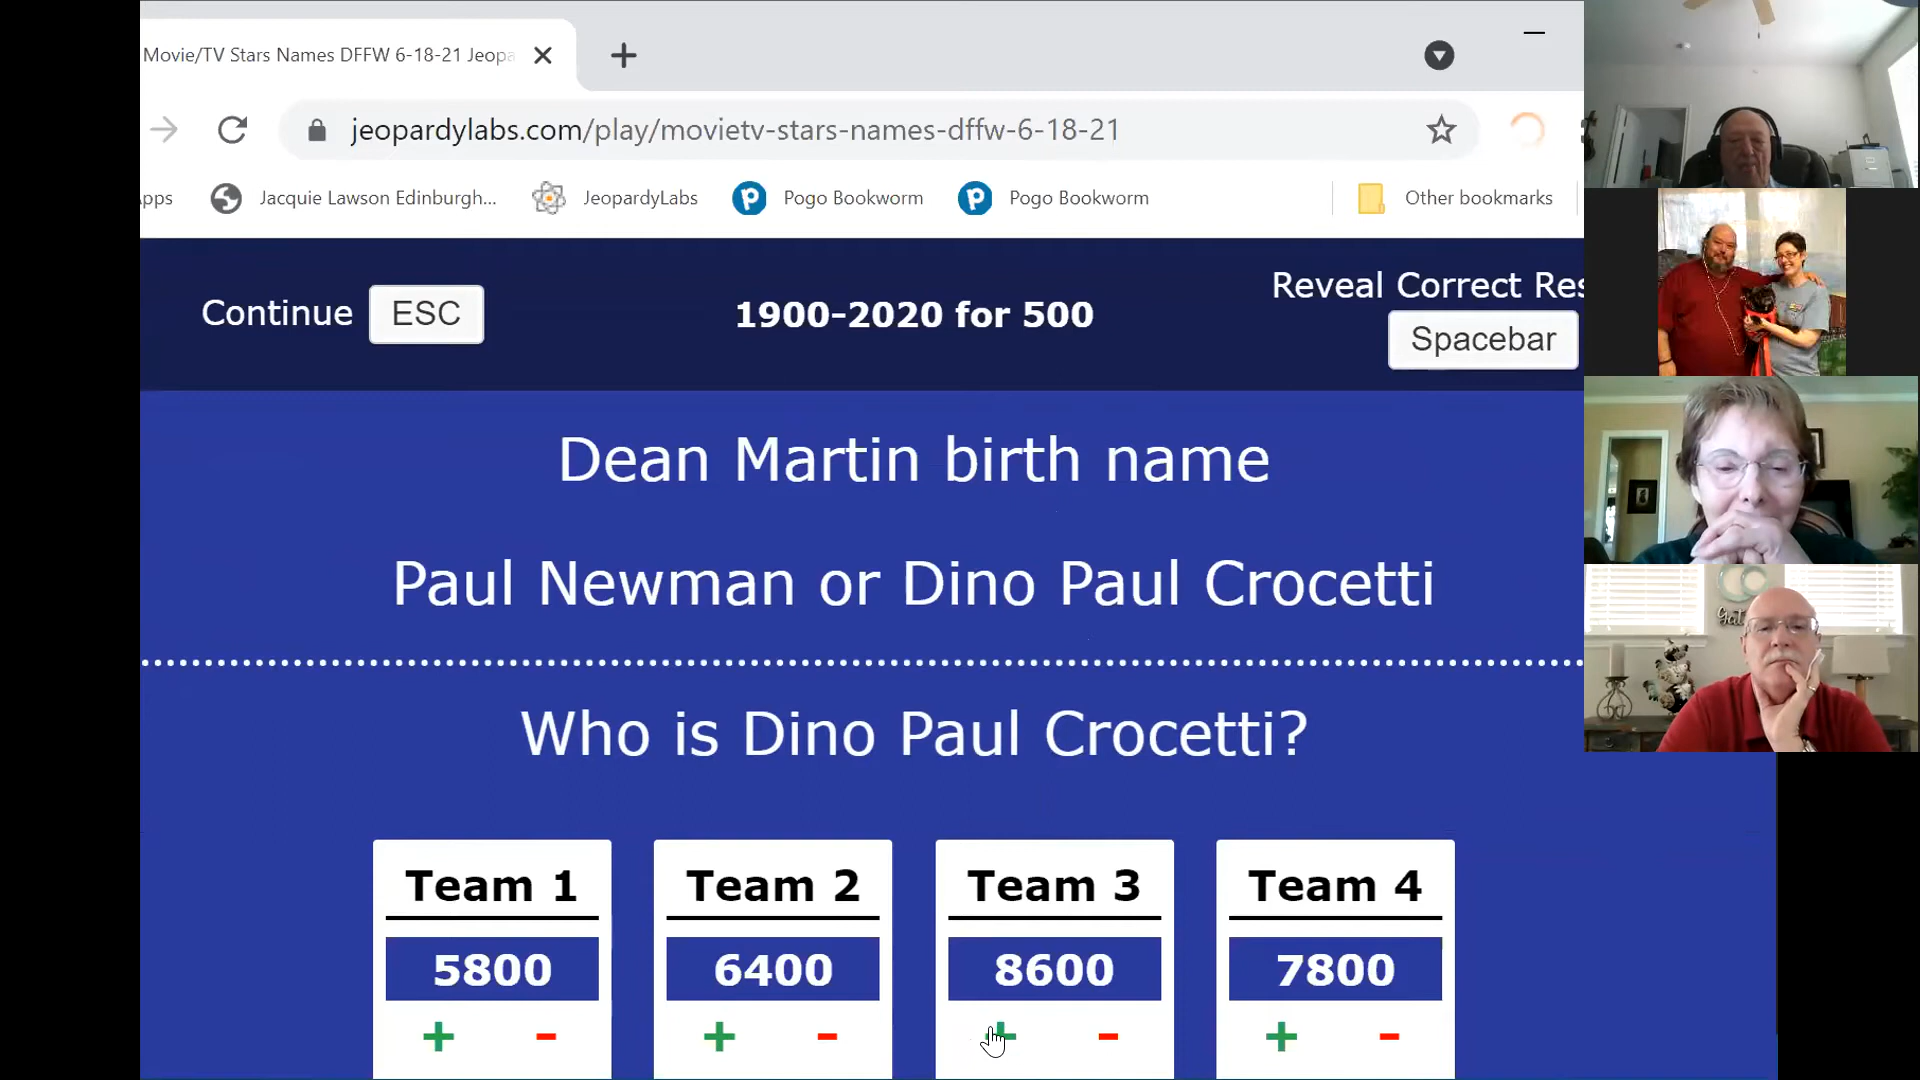 Movie/TV Stars Names DFFW 6-18-21 Jeopa
jeopardylabs.com/play/movietv-stars-names-dffw-6-18-21
pps
Jacquie Lawson Edinburgh...
JeopardyLabs
Pogo Bookworm
Pogo Bookworm
Other bookmarks
Continue ESC
1900-2020 for 500
Reveal Correct Res
Spacebar
Dean Martin birth name
Paul Newman or Dino Paul Crocetti
Who is Dino Paul Crocetti?
Team 1 Team 2 Team 3 Team 4
5800 6400 8600 7800
+ - + - + - + -